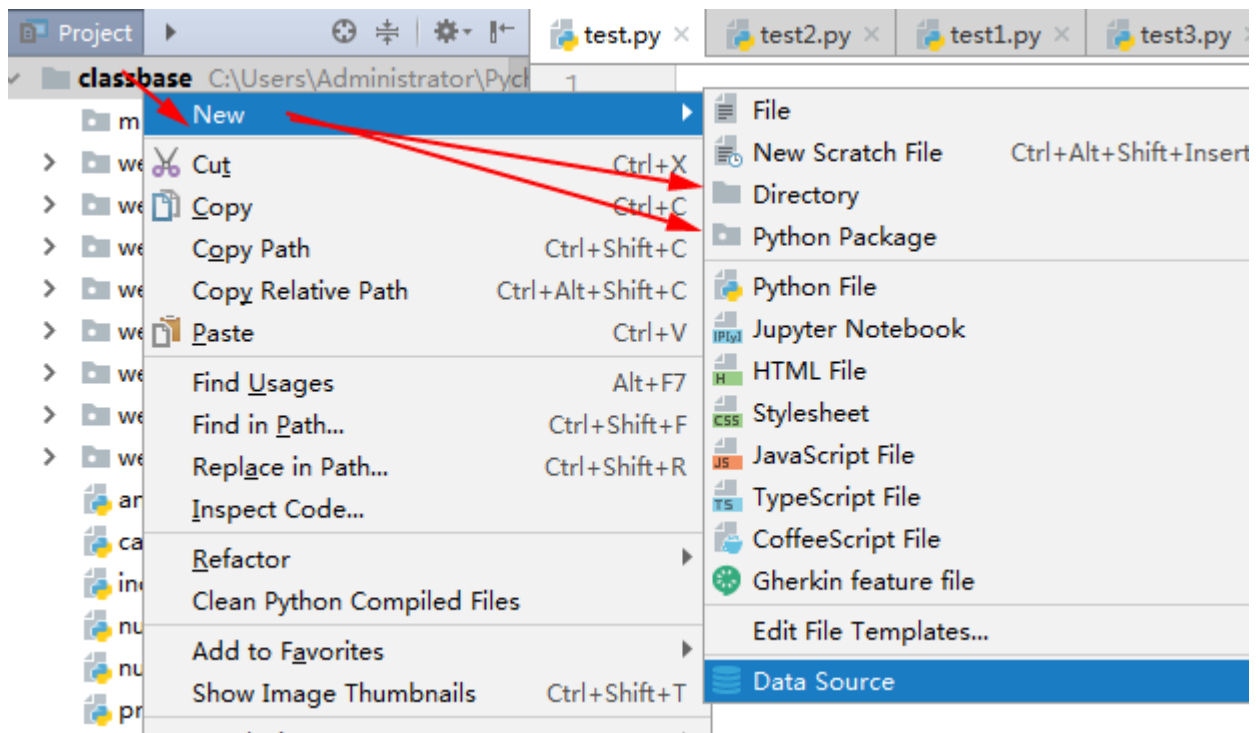 Project
test.py
test2.py
test1.py
test3.py
classbase C:\Users\Administrator\Pych
1
New
Cut Ctrl+X
Copy Ctrl+C
Copy Path Ctrl+Shift+C
Copy Relative Path Ctrl+Alt+Shift+C
Paste Ctrl+V
Find Usages Alt+F7
Find in Path... Ctrl+Shift+F
Replace in Path... Ctrl+Shift+R
Inspect Code...
Refactor
Clean Python Compiled Files
Add to Favorites
Show Image Thumbnails Ctrl+Shift+T
File
New Scratch File Ctrl+Alt+Shift+Insert
Directory
Python Package
Python File
IP[y] Jupyter Notebook
H HTML File
CSS Stylesheet
JS JavaScript File
TS TypeScript File
CoffeeScript File
Gherkin feature file
Edit File Templates...
Data Source